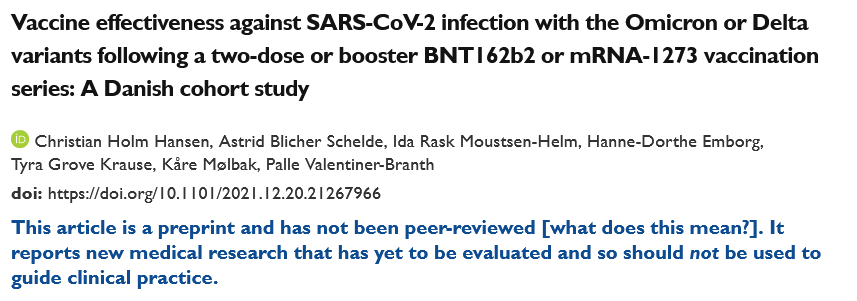 Vaccine effectiveness against SARS-CoV-2 infection with the Omicron or Delta
variants following a two-dose or booster BNT162b2 or mRNA-1273 vaccination
series: A Danish cohort study
iD Christian Holm Hansen, Astrid Blicher Schelde, Ida Rask Moustsen-Helm, Hanne-Dorthe Emborg,
Tyra Grove Krause, Kåre Mølbak, Palle Valentiner-Branth
doi: https://doi.org/10.1101/2021.12.20.21267966
This article is a preprint and has not been peer-reviewed [what does this mean?]. It
reports new medical research that has yet to be evaluated and so should not be used to
guide clinical practice.